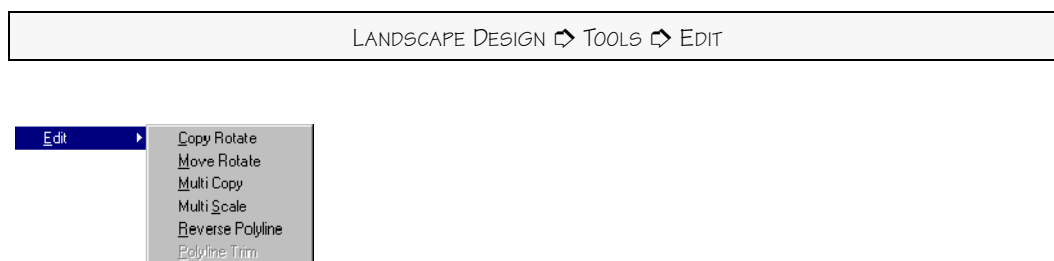 LANDSCAPE DESIGN ➪ TOOLS ➪ EDIT
Edit
Copy Rotate
Move Rotate
Multi Copy
Multi Scale
Reverse Polyline
Polyline Trim